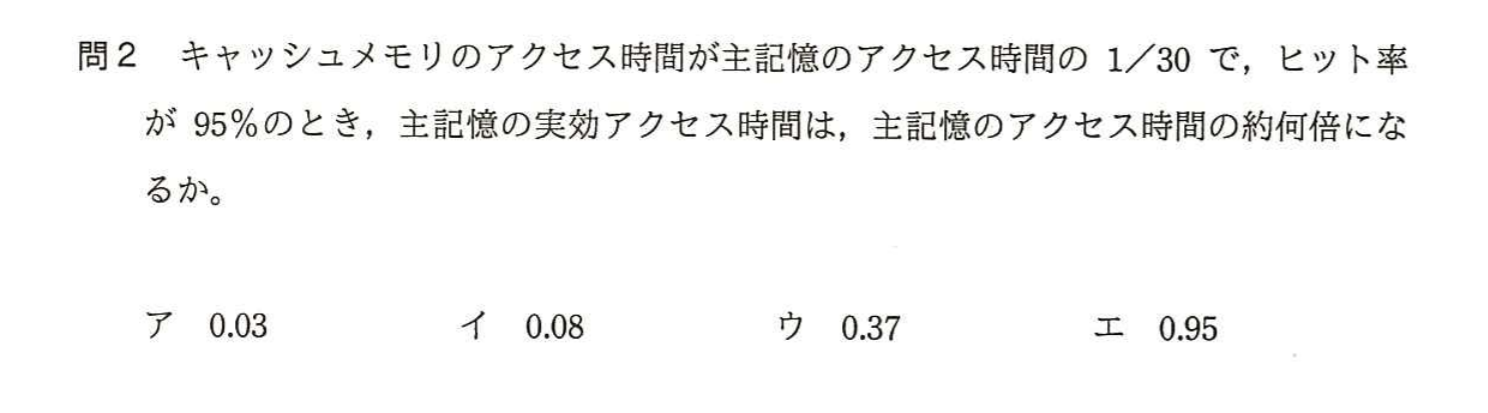 問2　キャッシュメモリのアクセス時間が主記憶のアクセス時間の 1／30 で，ヒット率
が 95％のとき，主記憶の実効アクセス時間は，主記憶のアクセス時間の約何倍にな
るか。
ア　0.03　イ　0.08　ウ　0.37　エ　0.95